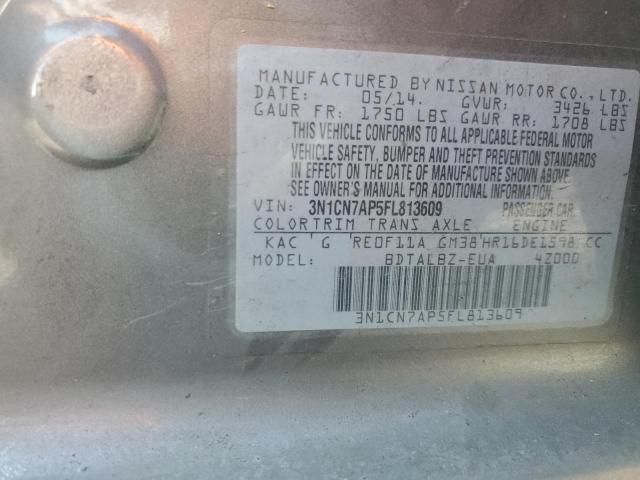 MANUFACTURED BY NISSAN MOTOR CO., LTD.
DATE: 05/14. GVWR: 3426 LBS
GAWR FR: 1750 LBS GAWR RR: 1708 LBS
THIS VEHICLE CONFORMS TO ALL APPLICABLE FEDERAL MOTOR
VEHICLE SAFETY, BUMPER AND THEFT PREVENTION STANDARDS
IN EFFECT ON THE DATE OF MANUFACTURE SHOWN ABOVE.
SEE OWNER'S MANUAL FOR ADDITIONAL INFORMATION.
VIN: 3N1CN7AP5FL813609 PASSENGER CAR.
COLOR TRIM TRANS AXLE ENGINE
KAC G RE0F11A GM38 HR16DE1598 CC
MODEL: BDTALBZ-EUA 4Z000
3N1CN7AP5FL813609